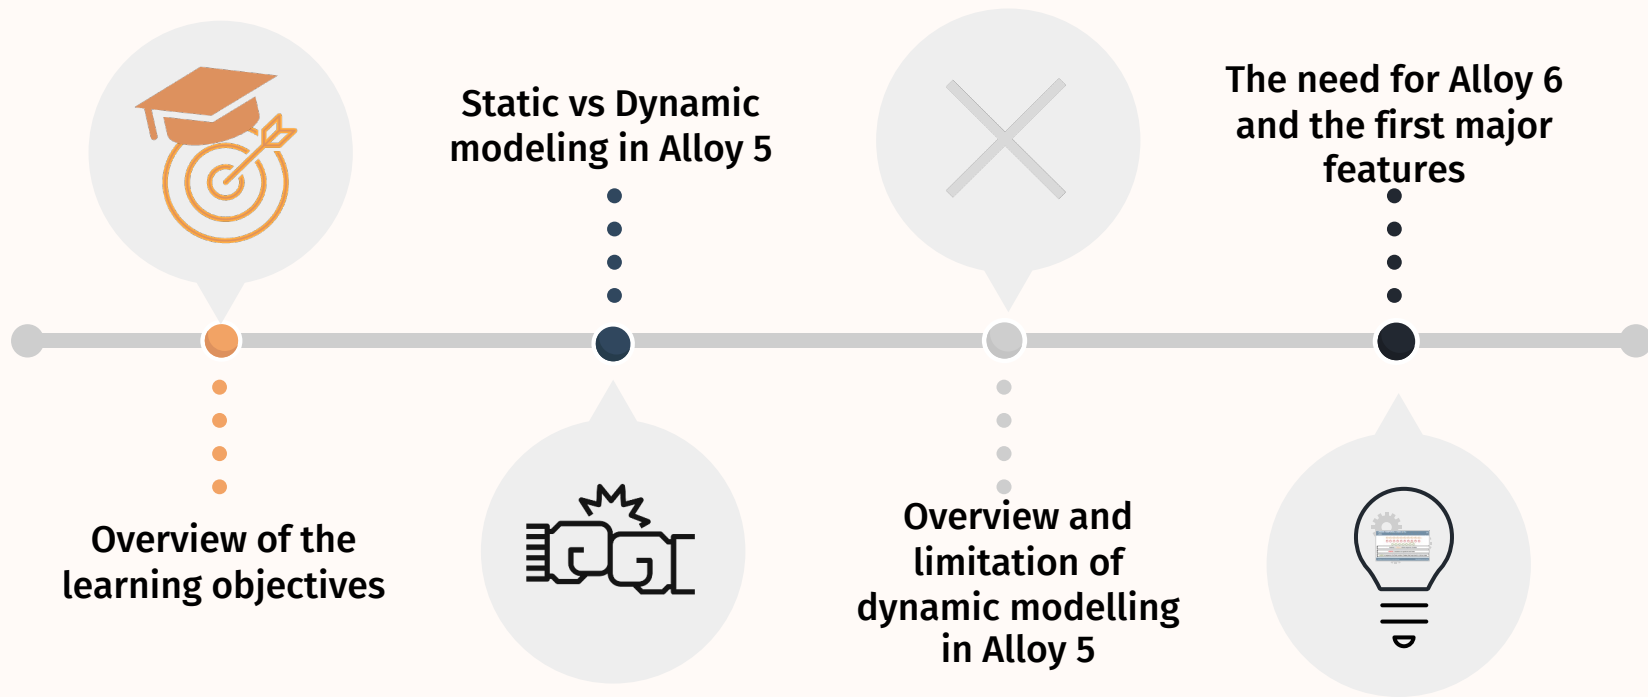 Overview of the
learning objectives
Static vs Dynamic
modeling in Alloy 5
Overview and
limitation of
dynamic modelling
in Alloy 5
The need for Alloy 6
and the first major
features